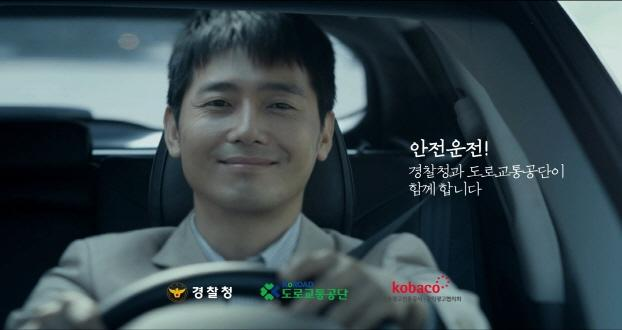 안전운전!
경찰청과 도로교통공단이
함께 합니다
경찰청
KOROAD
도로교통공단
kobaco